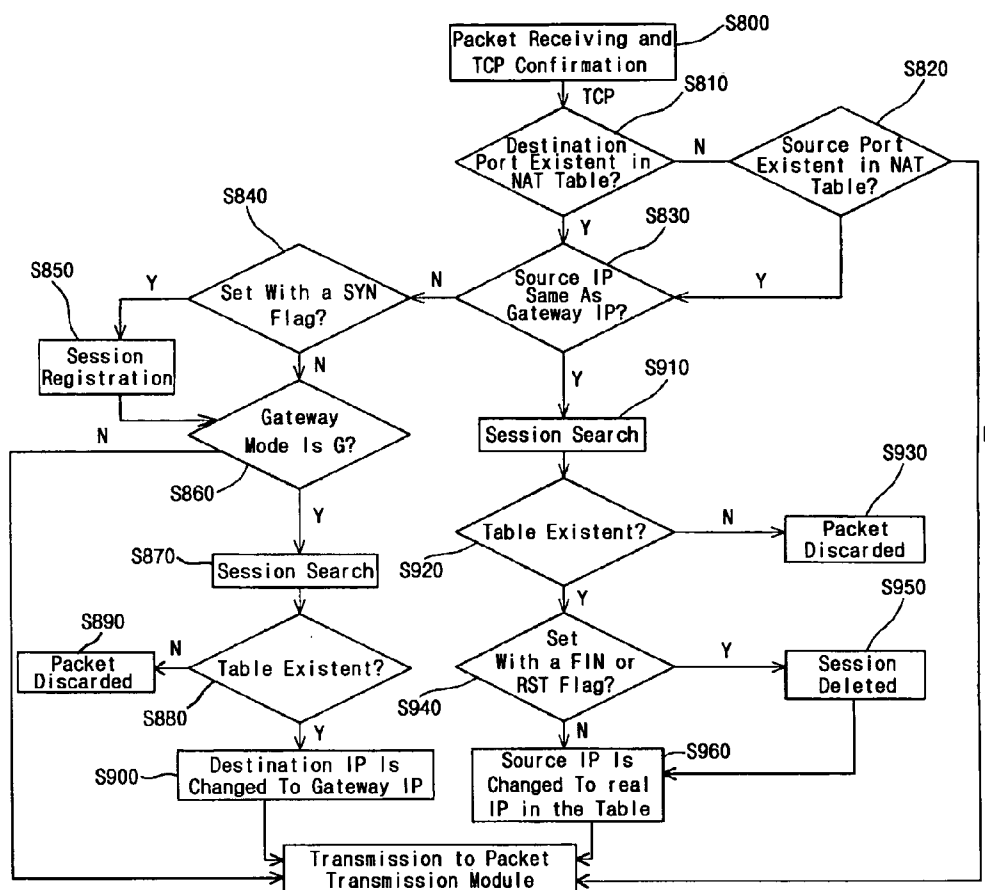 S800
Packet Receiving and
TCP Confirmation
TCP
S810
S820
Destination
Port Existent in
NAT Table?
N
Source Port
Existent in NAT
Table?
S840
Y
S830
S850
Y
Set With a SYN
Flag?
N
Source IP
Same As
Gateway IP?
Y
Session
Registration
N
Y
S910
N
Gateway
Mode Is G?
Session Search
S860
S930
Y
Table Existent?
N
Packet
Discarded
S870
Session Search
S920
Y
S950
S890
Packet
Discarded
N
Table Existent?
Set
With a FIN or
RST Flag?
Y
Session
Deleted
S880
S940
Y
N
S960
S900
Destination IP Is
Changed To Gateway IP
Source IP Is
Changed To real
IP in the Table
Transmission to Packet
Transmission Module